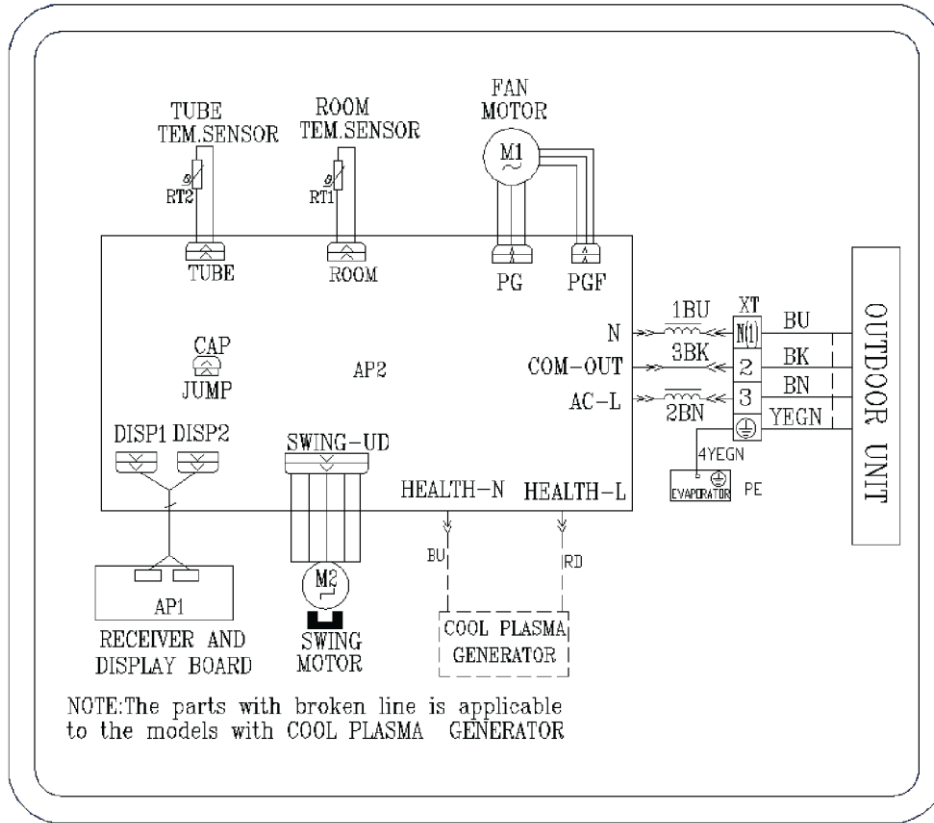 FAN
MOTOR
TUBE
TEM.SENSOR
ROOM
TEM.SENSOR
M1
RT2
RT1
TUBE
ROOM
PG
PGF
N
1BU
XT
N(1)
BU
CAP
JUMP
AP2
COM-OUT
3BK
2
BK
AC-L
2BN
3
BN
YEGN
OUTDOOR UNIT
DISP1
DISP2
SWING-UD
4YEGN
EVAPORATOR
PE
HEALTH-N
HEALTH-L
BU
RD
AP1
RECEIVER AND
DISPLAY BOARD
M2
SWING
MOTOR
COOL PLASMA
GENERATOR
NOTE:The parts with broken line is applicable
to the models with COOL PLASMA GENERATOR